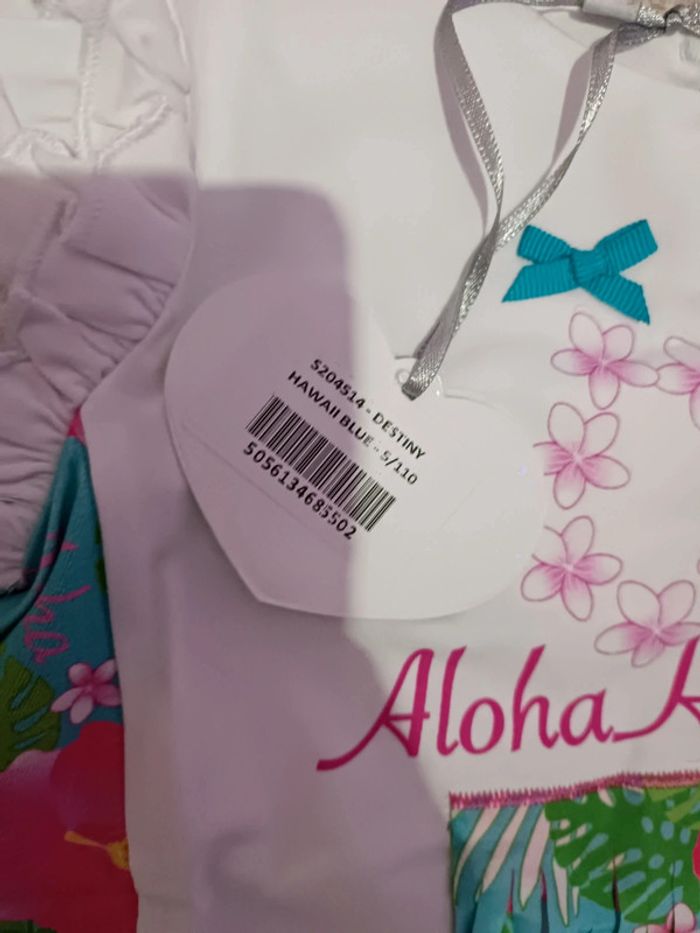 5204514 - DESTINY
HAWAII BLUE - 5/110
5056134685502
Aloha